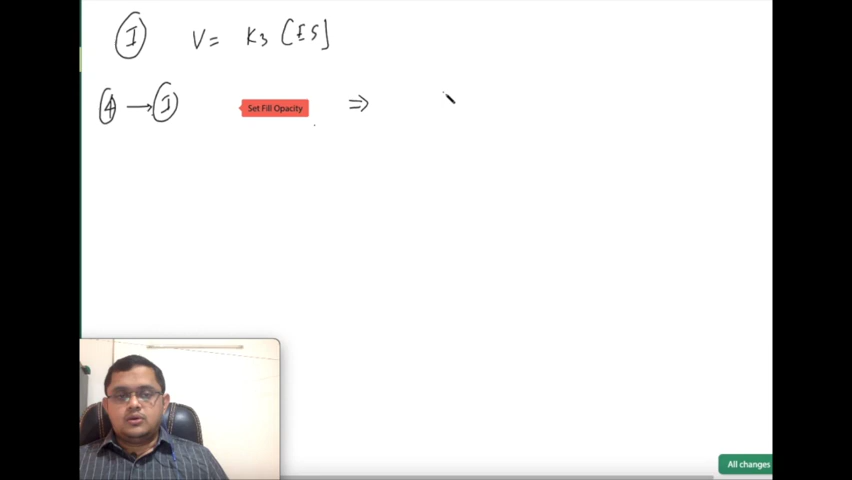 I V = K3 [ES]
4 → I Set Fill Opacity ⇒
All changes